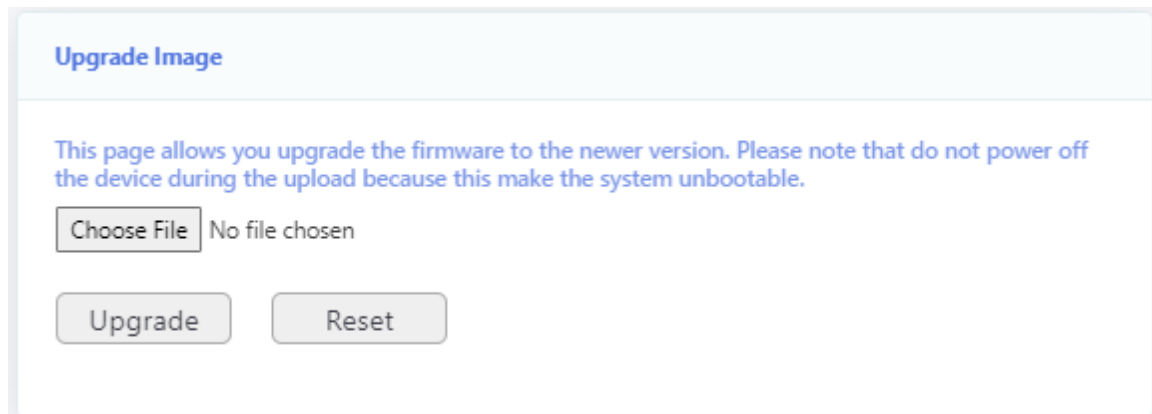 Upgrade Image
This page allows you upgrade the firmware to the newer version. Please note that do not power off
the device during the upload because this make the system unbootable.
Choose File No file chosen
Upgrade Reset